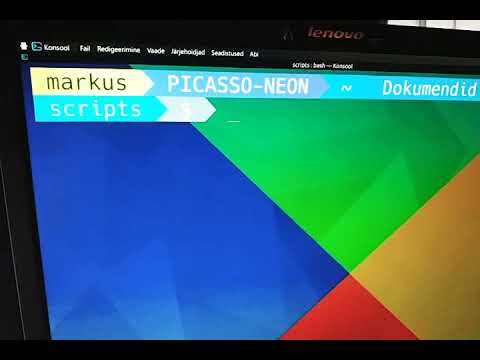 lenovo
Konsool Fail Redigeerimine Vaade Järjehoidjad Seadistused Abi
scripts : bash — Konsool
markus PICASSO-NEON ~ Dokumendid
scripts $ _